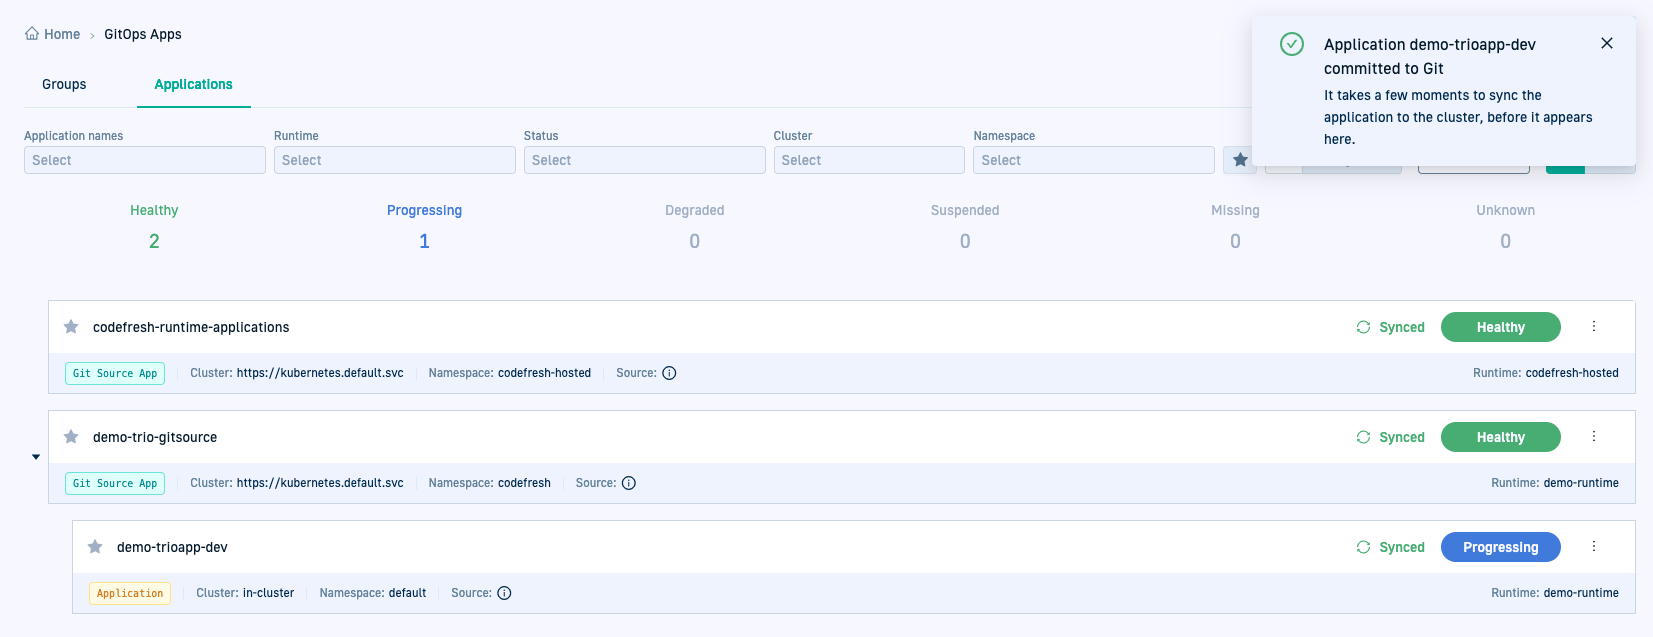 Home › GitOps Apps
Application demo-trioapp-dev
committed to Git
It takes a few moments to sync the
application to the cluster, before it appears
here.
Groups Applications
Application names Runtime Status Cluster Namespace
Select Select Select Select Select
Healthy Progressing Degraded Suspended Missing Unknown
2 1 0 0 0 0
codefresh-runtime-applications Synced Healthy
Git Source App Cluster: https://kubernetes.default.svc Namespace: codefresh-hosted Source: Runtime: codefresh-hosted
demo-trio-gitsource Synced Healthy
Git Source App Cluster: https://kubernetes.default.svc Namespace: codefresh Source: Runtime: demo-runtime
demo-trioapp-dev Synced Progressing
Application Cluster: in-cluster Namespace: default Source: Runtime: demo-runtime